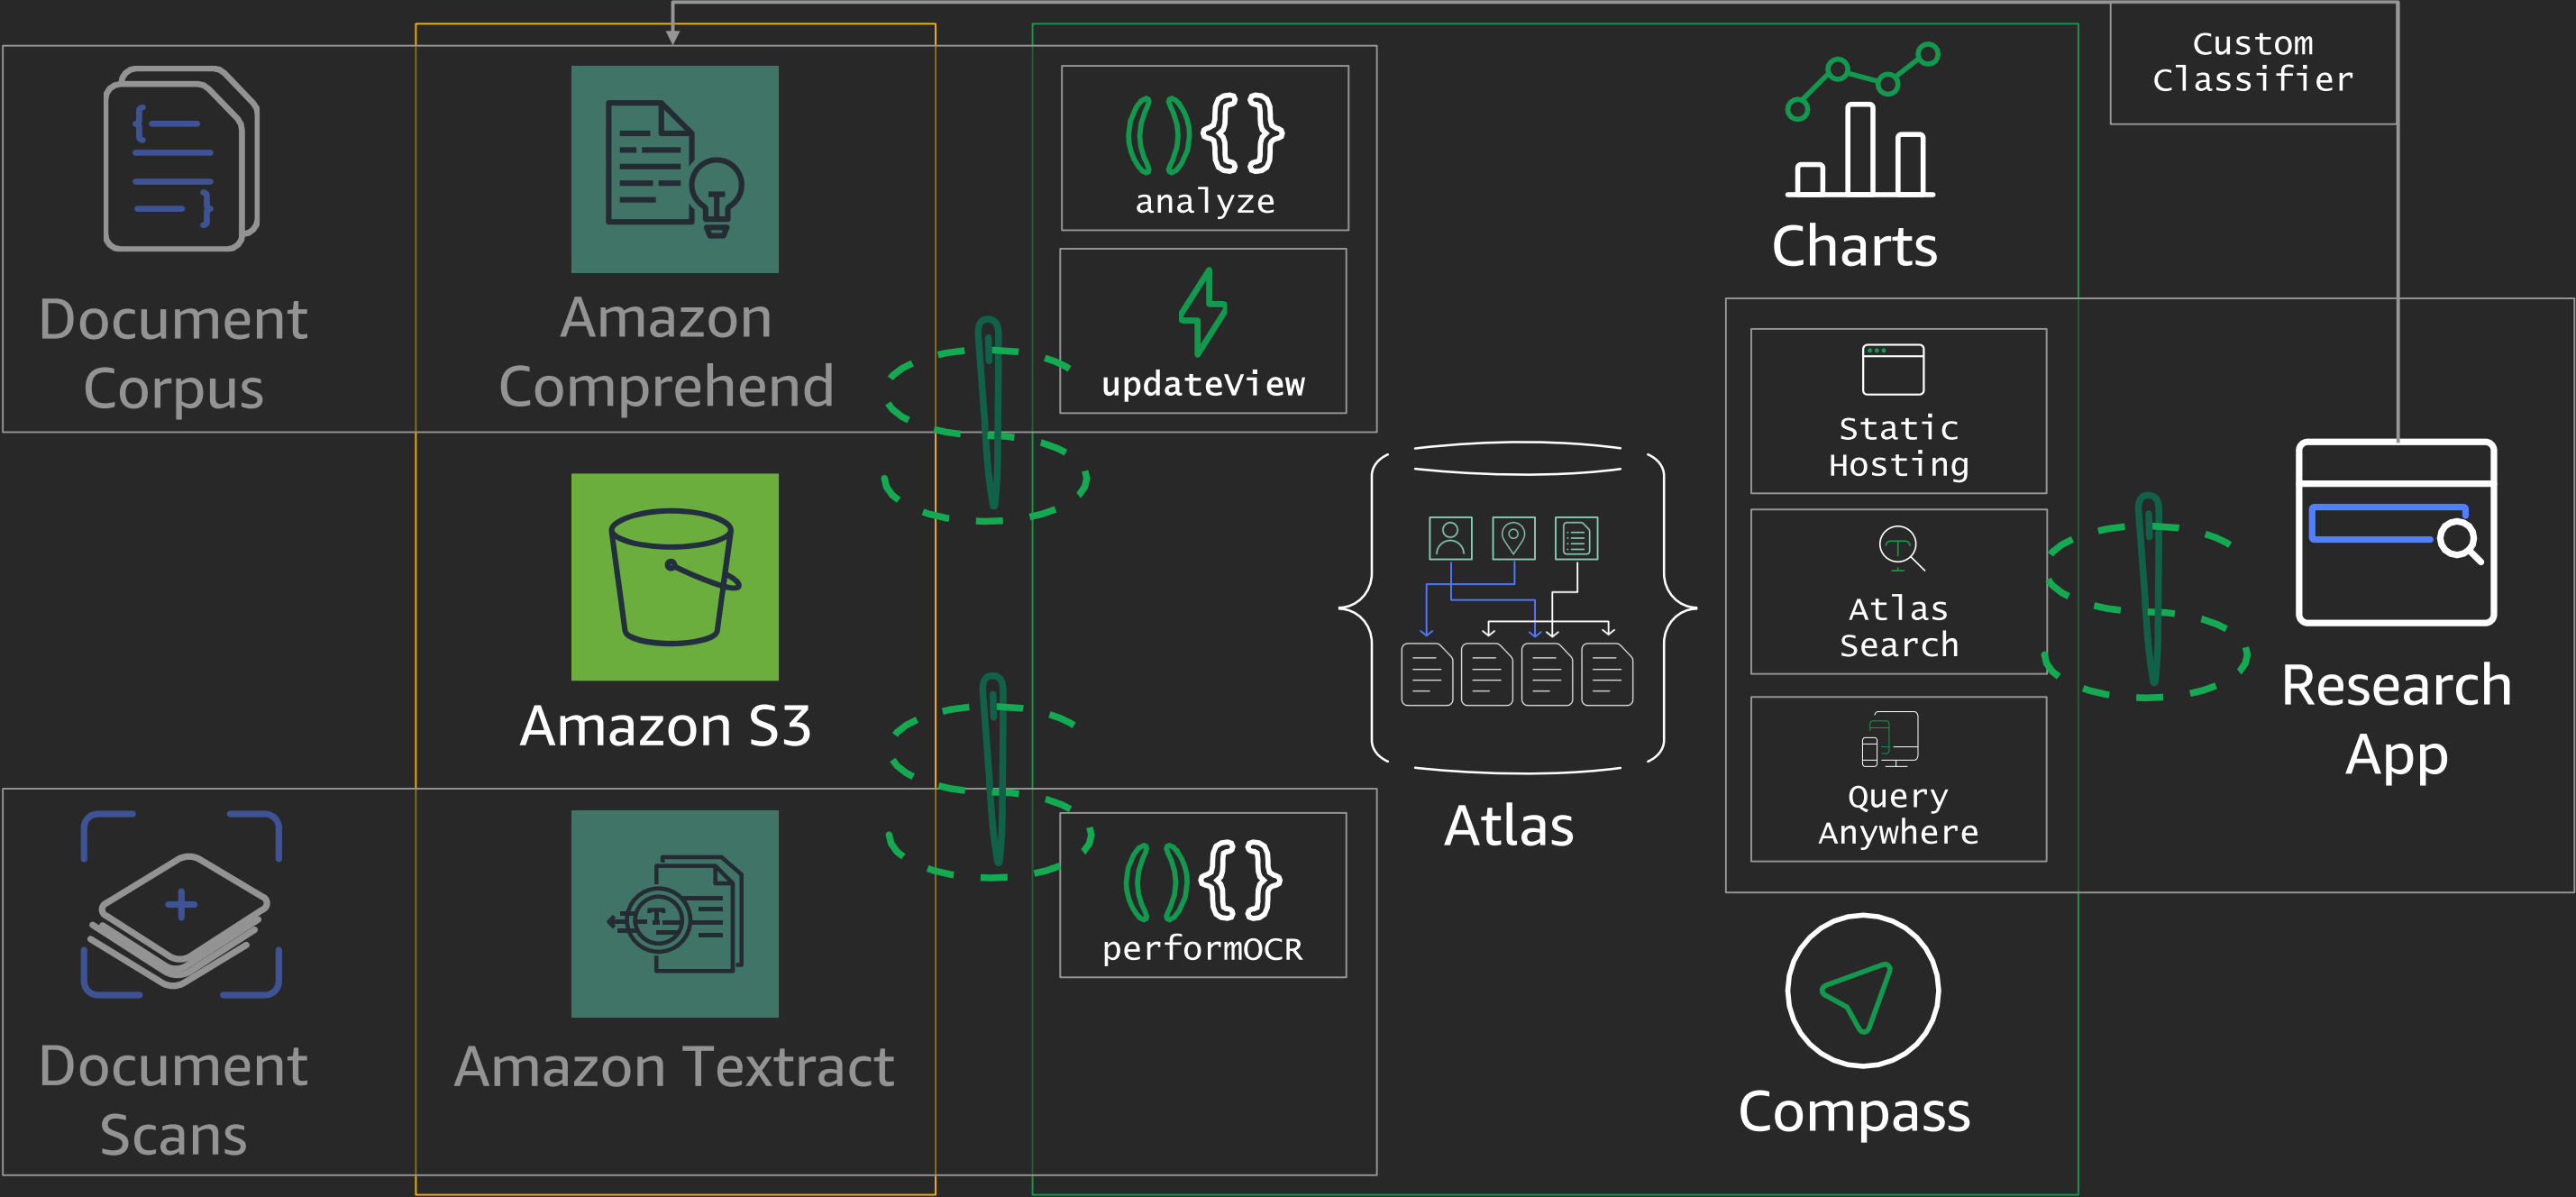 Custom
Classifier
Document
Corpus
Amazon
Comprehend
analyze
updateView
Charts
Static
Hosting
Atlas
Search
Query
Anywhere
Research
App
Amazon S3
Atlas
Document
Scans
Amazon Textract
performOCR
Compass